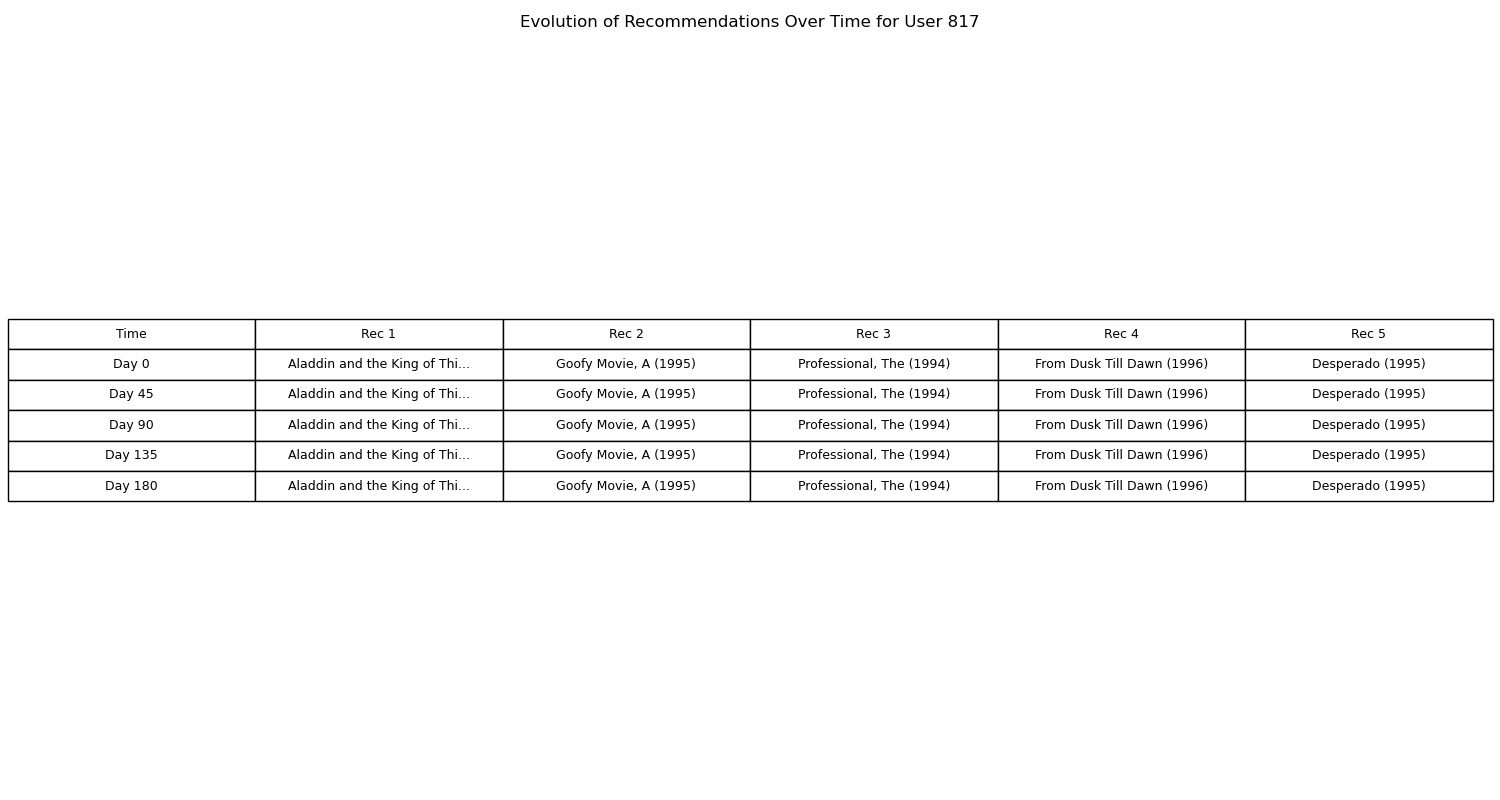 Evolution of Recommendations Over Time for User 817
Time Rec 1 Rec 2 Rec 3 Rec 4 Rec 5
Day 0 Aladdin and the King of Thi... Goofy Movie, A (1995) Professional, The (1994) From Dusk Till Dawn (1996) Desperado (1995)
Day 45 Aladdin and the King of Thi... Goofy Movie, A (1995) Professional, The (1994) From Dusk Till Dawn (1996) Desperado (1995)
Day 90 Aladdin and the King of Thi... Goofy Movie, A (1995) Professional, The (1994) From Dusk Till Dawn (1996) Desperado (1995)
Day 135 Aladdin and the King of Thi... Goofy Movie, A (1995) Professional, The (1994) From Dusk Till Dawn (1996) Desperado (1995)
Day 180 Aladdin and the King of Thi... Goofy Movie, A (1995) Professional, The (1994) From Dusk Till Dawn (1996) Desperado (1995)